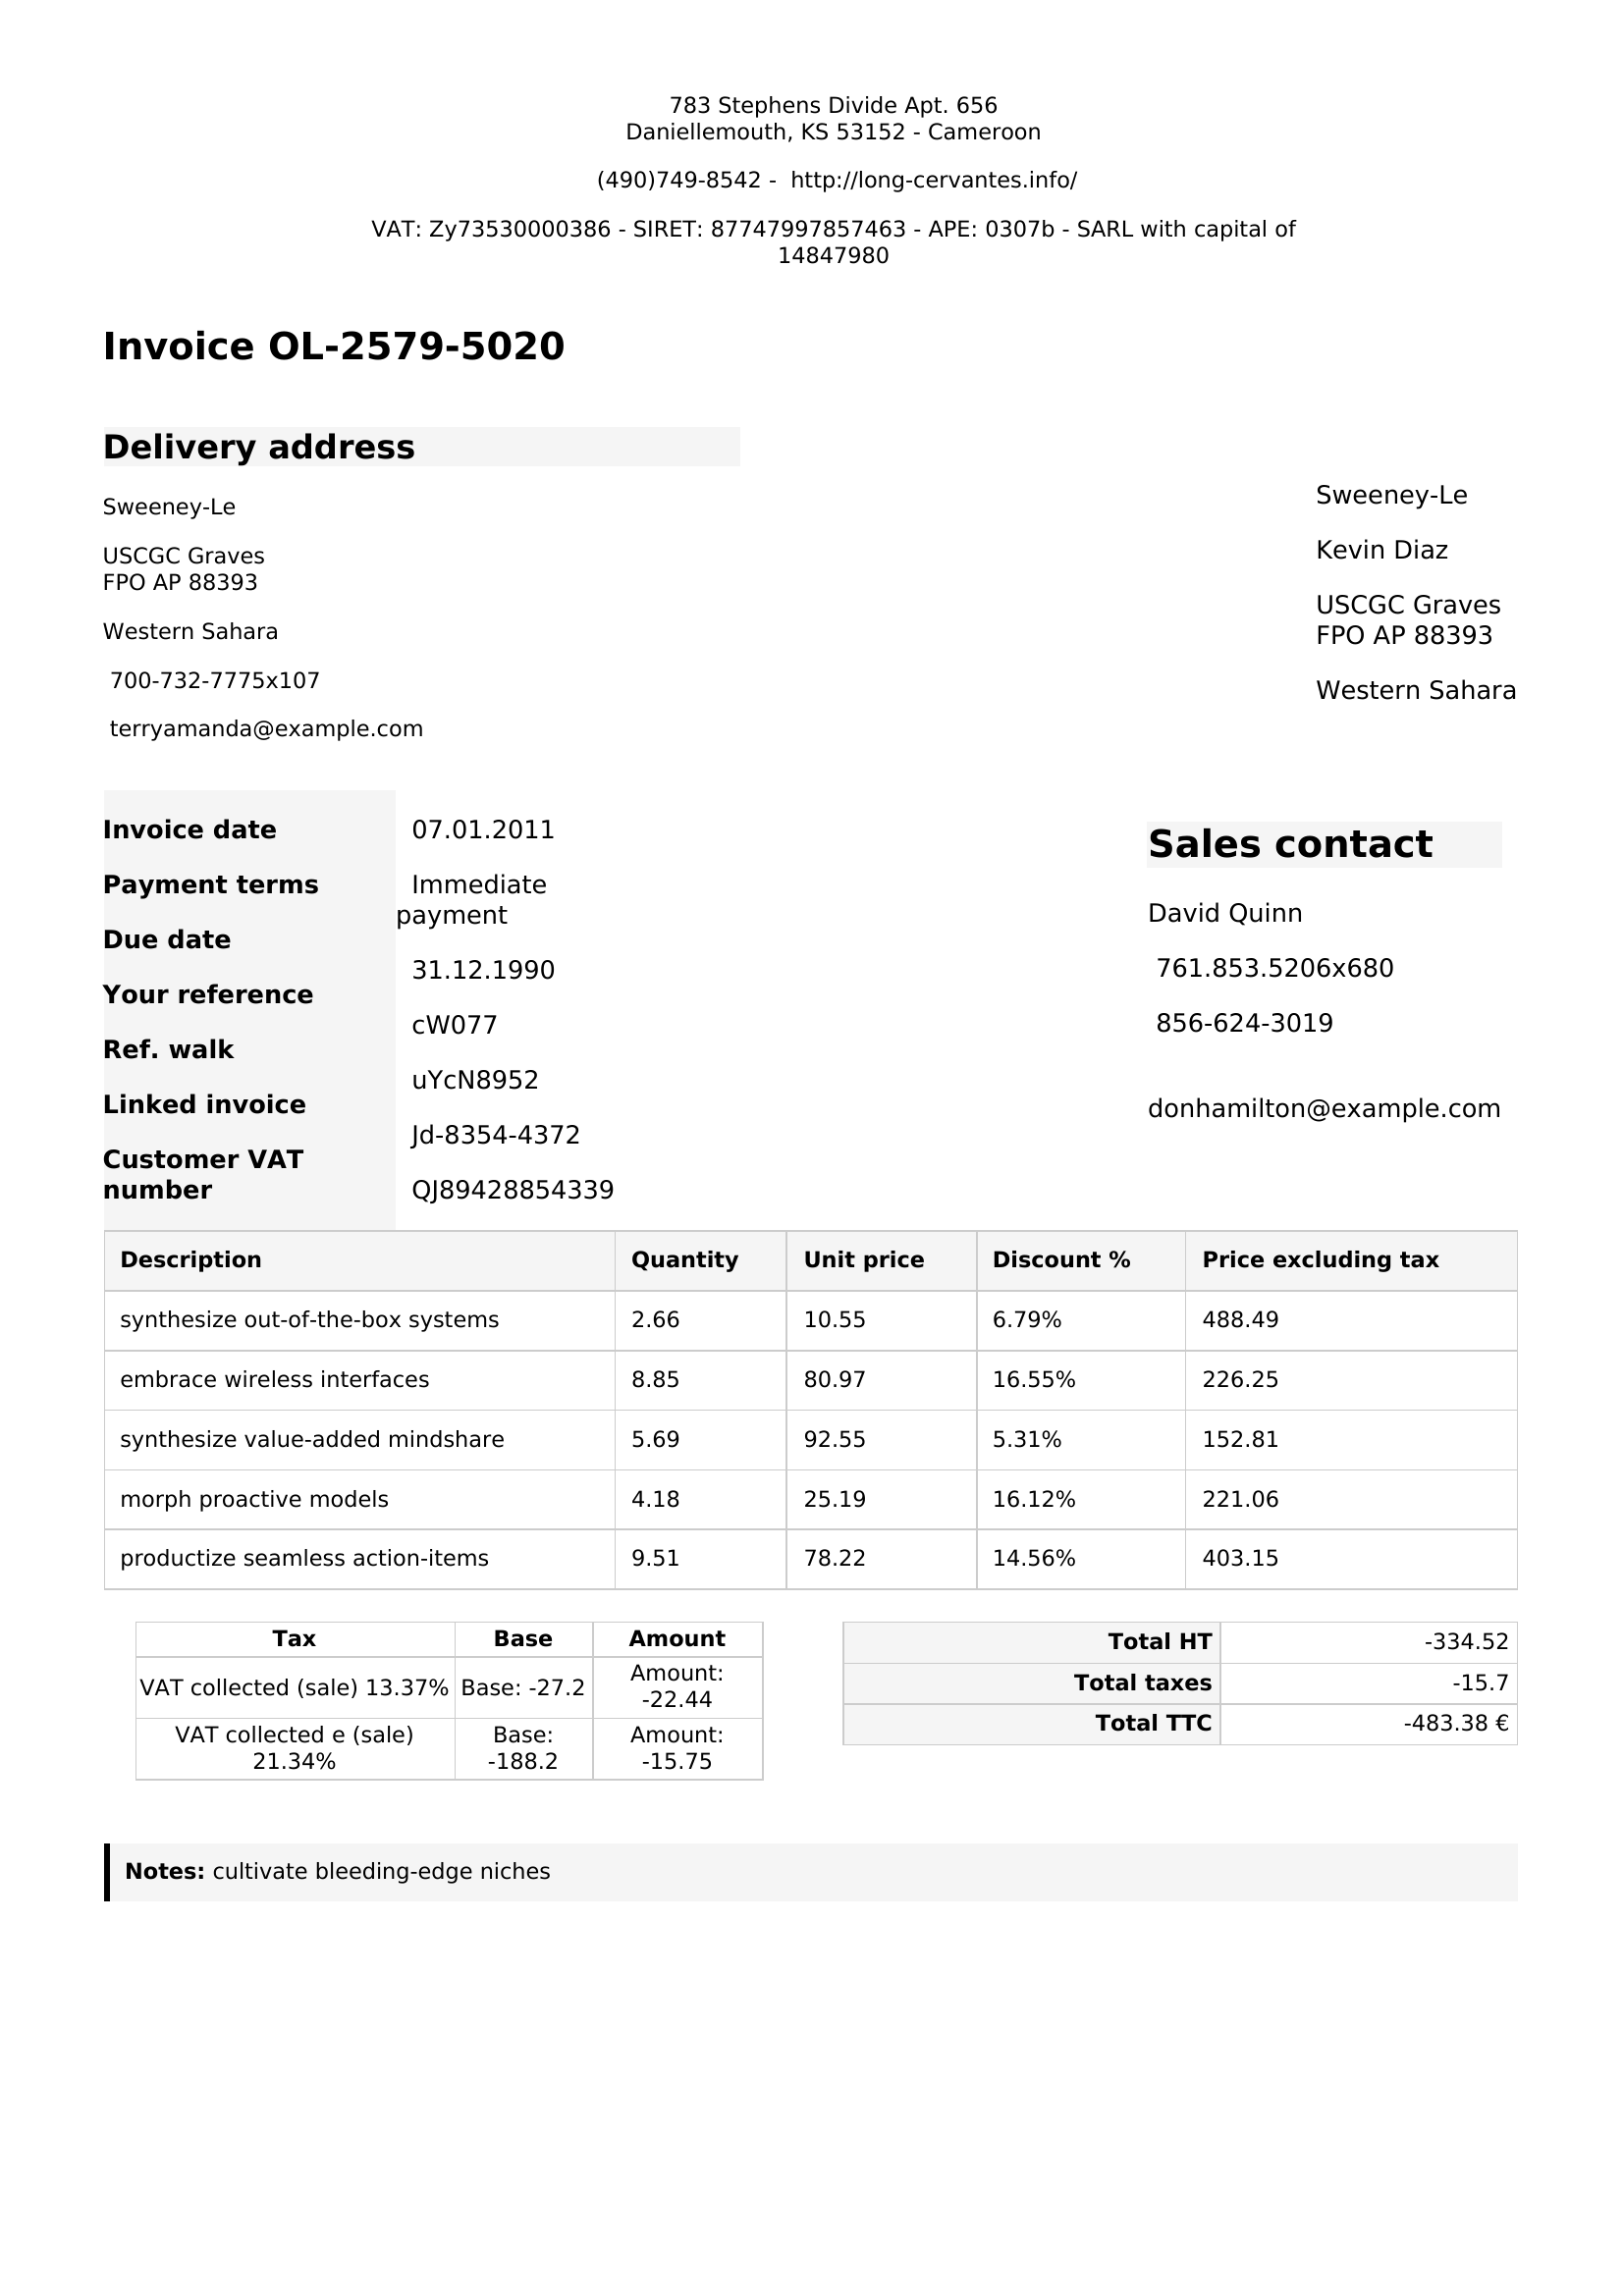 783 Stephens Divide Apt. 656
Daniellemouth, KS 53152 - Cameroon
(490)749-8542 - http://long-cervantes.info/
VAT: Zy73530000386 - SIRET: 87747997857463 - APE: 0307b - SARL with capital of
14847980
Invoice OL-2579-5020
Delivery address
Sweeney-Le
USCGC Graves
FPO AP 88393
Western Sahara
700-732-7775x107
terryamanda@example.com
Sweeney-Le
Kevin Diaz
USCGC Graves
FPO AP 88393
Western Sahara
Invoice date
Payment terms
Due date
Your reference
Ref. walk
Linked invoice
Customer VAT
number
07.01.2011
Immediate
payment
31.12.1990
cW077
uYcN8952
Jd-8354-4372
QJ89428854339
Sales contact
David Quinn
761.853.5206x680
856-624-3019
donhamilton@example.com
Description Quantity Unit price Discount % Price excluding tax
synthesize out-of-the-box systems 2.66 10.55 6.79% 488.49
embrace wireless interfaces 8.85 80.97 16.55% 226.25
synthesize value-added mindshare 5.69 92.55 5.31% 152.81
morph proactive models 4.18 25.19 16.12% 221.06
productize seamless action-items 9.51 78.22 14.56% 403.15
Tax Base Amount
VAT collected (sale) 13.37% Base: -27.2 Amount:
-22.44
VAT collected e (sale) Base: Amount:
21.34% -188.2 -15.75
Total HT -334.52
Total taxes -15.7
Total TTC -483.38 €
Notes: cultivate bleeding-edge niches